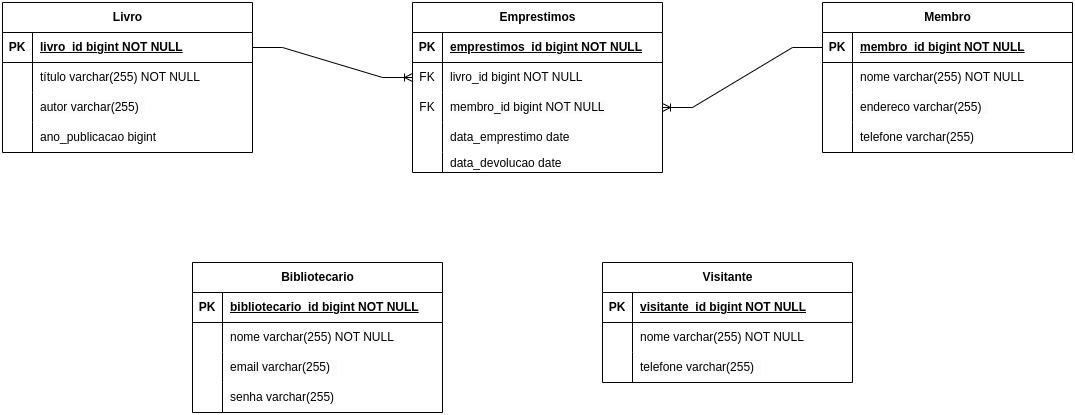 Livro
PK livro_id bigint NOT NULL
título varchar(255) NOT NULL
autor varchar(255)
ano_publicacao bigint
Emprestimos
PK emprestimos_id bigint NOT NULL
FK livro_id bigint NOT NULL
FK membro_id bigint NOT NULL
data_emprestimo date
data_devolucao date
Membro
PK membro_id bigint NOT NULL
nome varchar(255) NOT NULL
endereco varchar(255)
telefone varchar(255)
Bibliotecario
PK bibliotecario_id bigint NOT NULL
nome varchar(255) NOT NULL
email varchar(255)
senha varchar(255)
Visitante
PK visitante_id bigint NOT NULL
nome varchar(255) NOT NULL
telefone varchar(255)